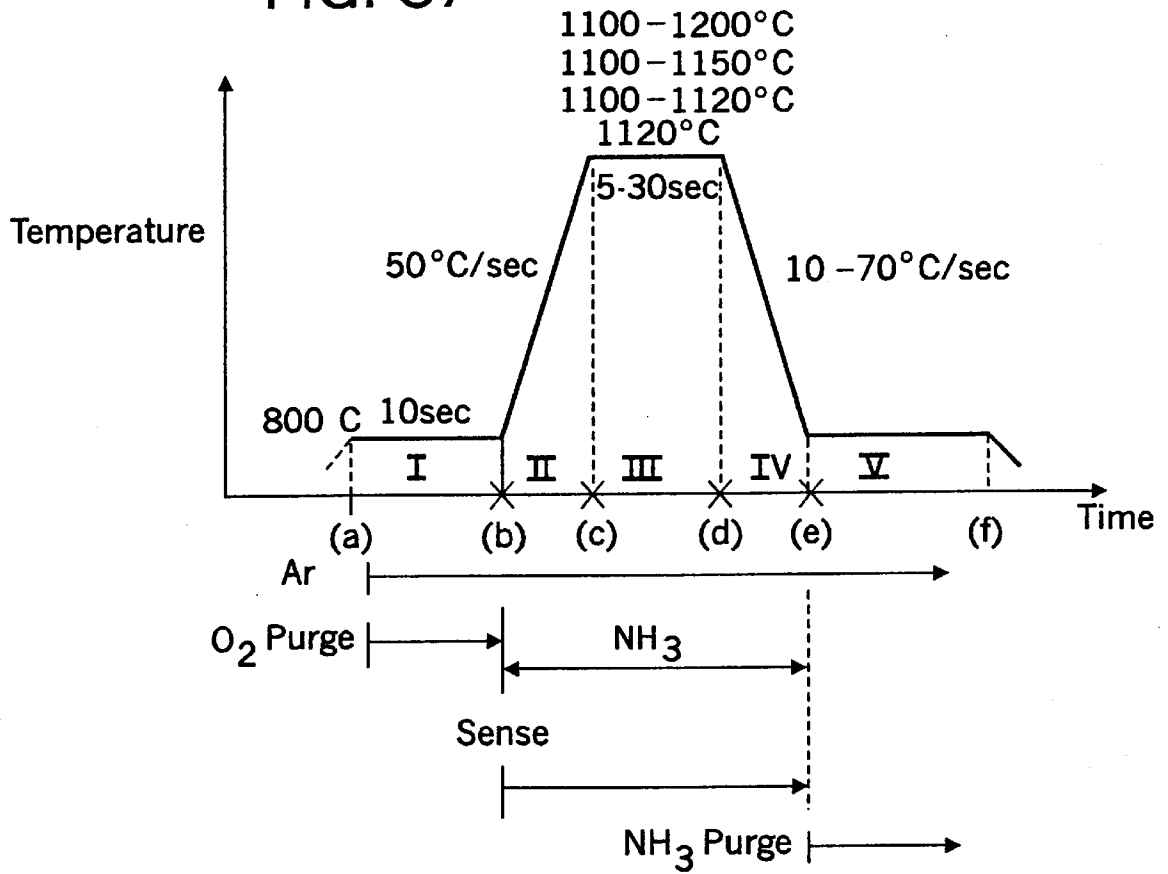 1100-1200°C
1100-1150°C
1100-1120°C
1120°C
5-30sec
Temperature
50°C/sec
10-70°C/sec
800 C 10sec
I II III IV V
(a) (b) (c) (d) (e) (f) Time
Ar
O2 Purge NH3
Sense
NH3 Purge